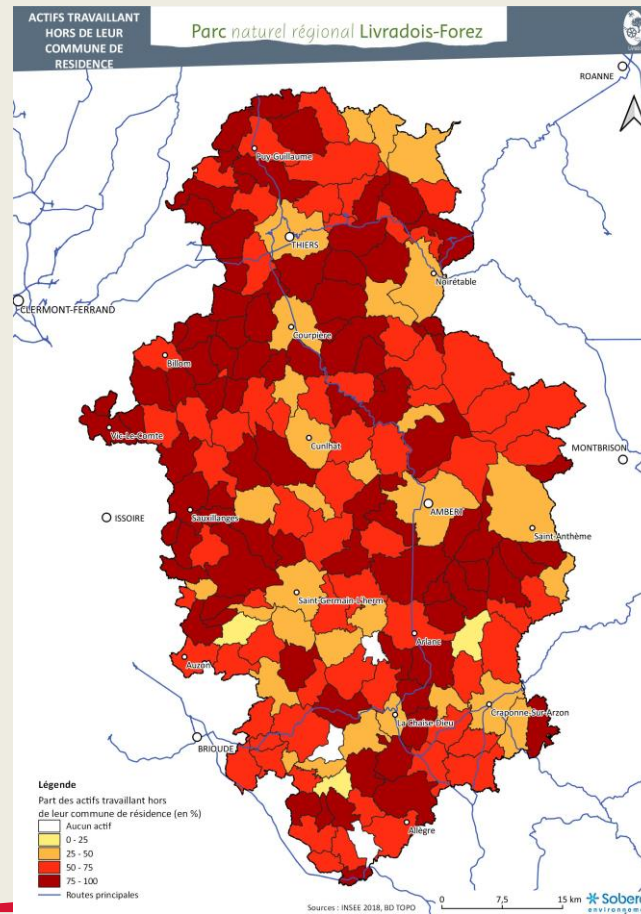 ACTIFS TRAVAILLANT
HORS DE LEUR
COMMUNE DE
RESIDENCE
Parc naturel régional Livradois-Forez
ROANNE
Puy-Guillaume
THIERS
Noirétable
CLERMONT-FERRAND
Courpière
Billom
Vic-Le-Comte
Cunlhat
MONTBRISON
ISSOIRE
Sauxillanges
AMBERT
Saint-Anthème
Saint-Germain-L'herm
Arlanc
Auzon
Craponne-Sur-Arzon
La Chaise-Dieu
BRIOUDE
Allègre
Légende
Part des actifs travaillant hors
de leur commune de résidence (en %)
Aucun actif
0 - 25
25 - 50
50 - 75
75 - 100
Routes principales
Sources : INSEE 2018, BD TOPO
0 7,5 15 km